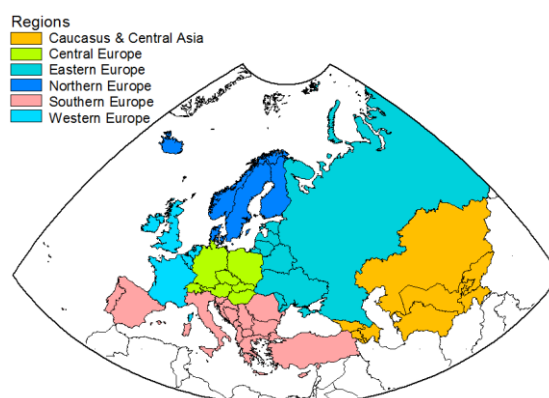 Regions
Caucasus & Central Asia
Central Europe
Eastern Europe
Northern Europe
Southern Europe
Western Europe